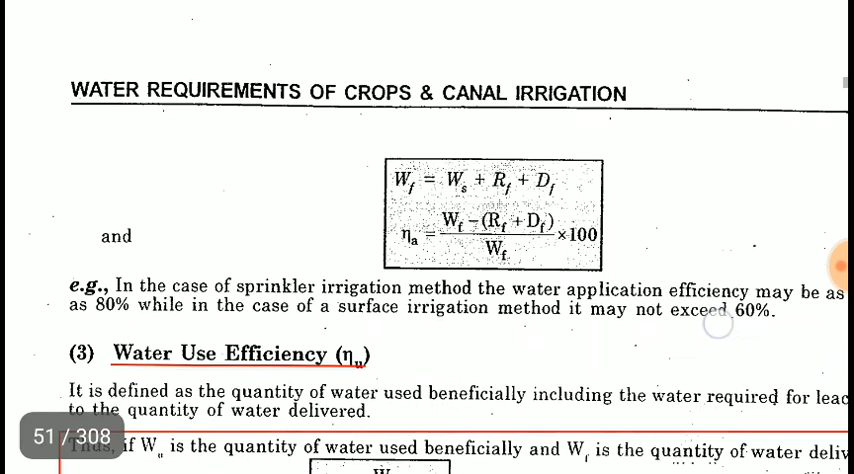 WATER REQUIREMENTS OF CROPS & CANAL IRRIGATION
W_f = W_s + R_f + D_f
and
η_a = W_f – (R_f + D_f) / W_f × 100
e.g., In the case of sprinkler irrigation method the water application efficiency may be as
as 80% while in the case of a surface irrigation method it may not exceed 60%.
(3) Water Use Efficiency (η_u)
It is defined as the quantity of water used beneficially including the water required for leac
to the quantity of water delivered.
51 / 308
Thus, if W_u is the quantity of water used beneficially and W_f is the quantity of water deliv